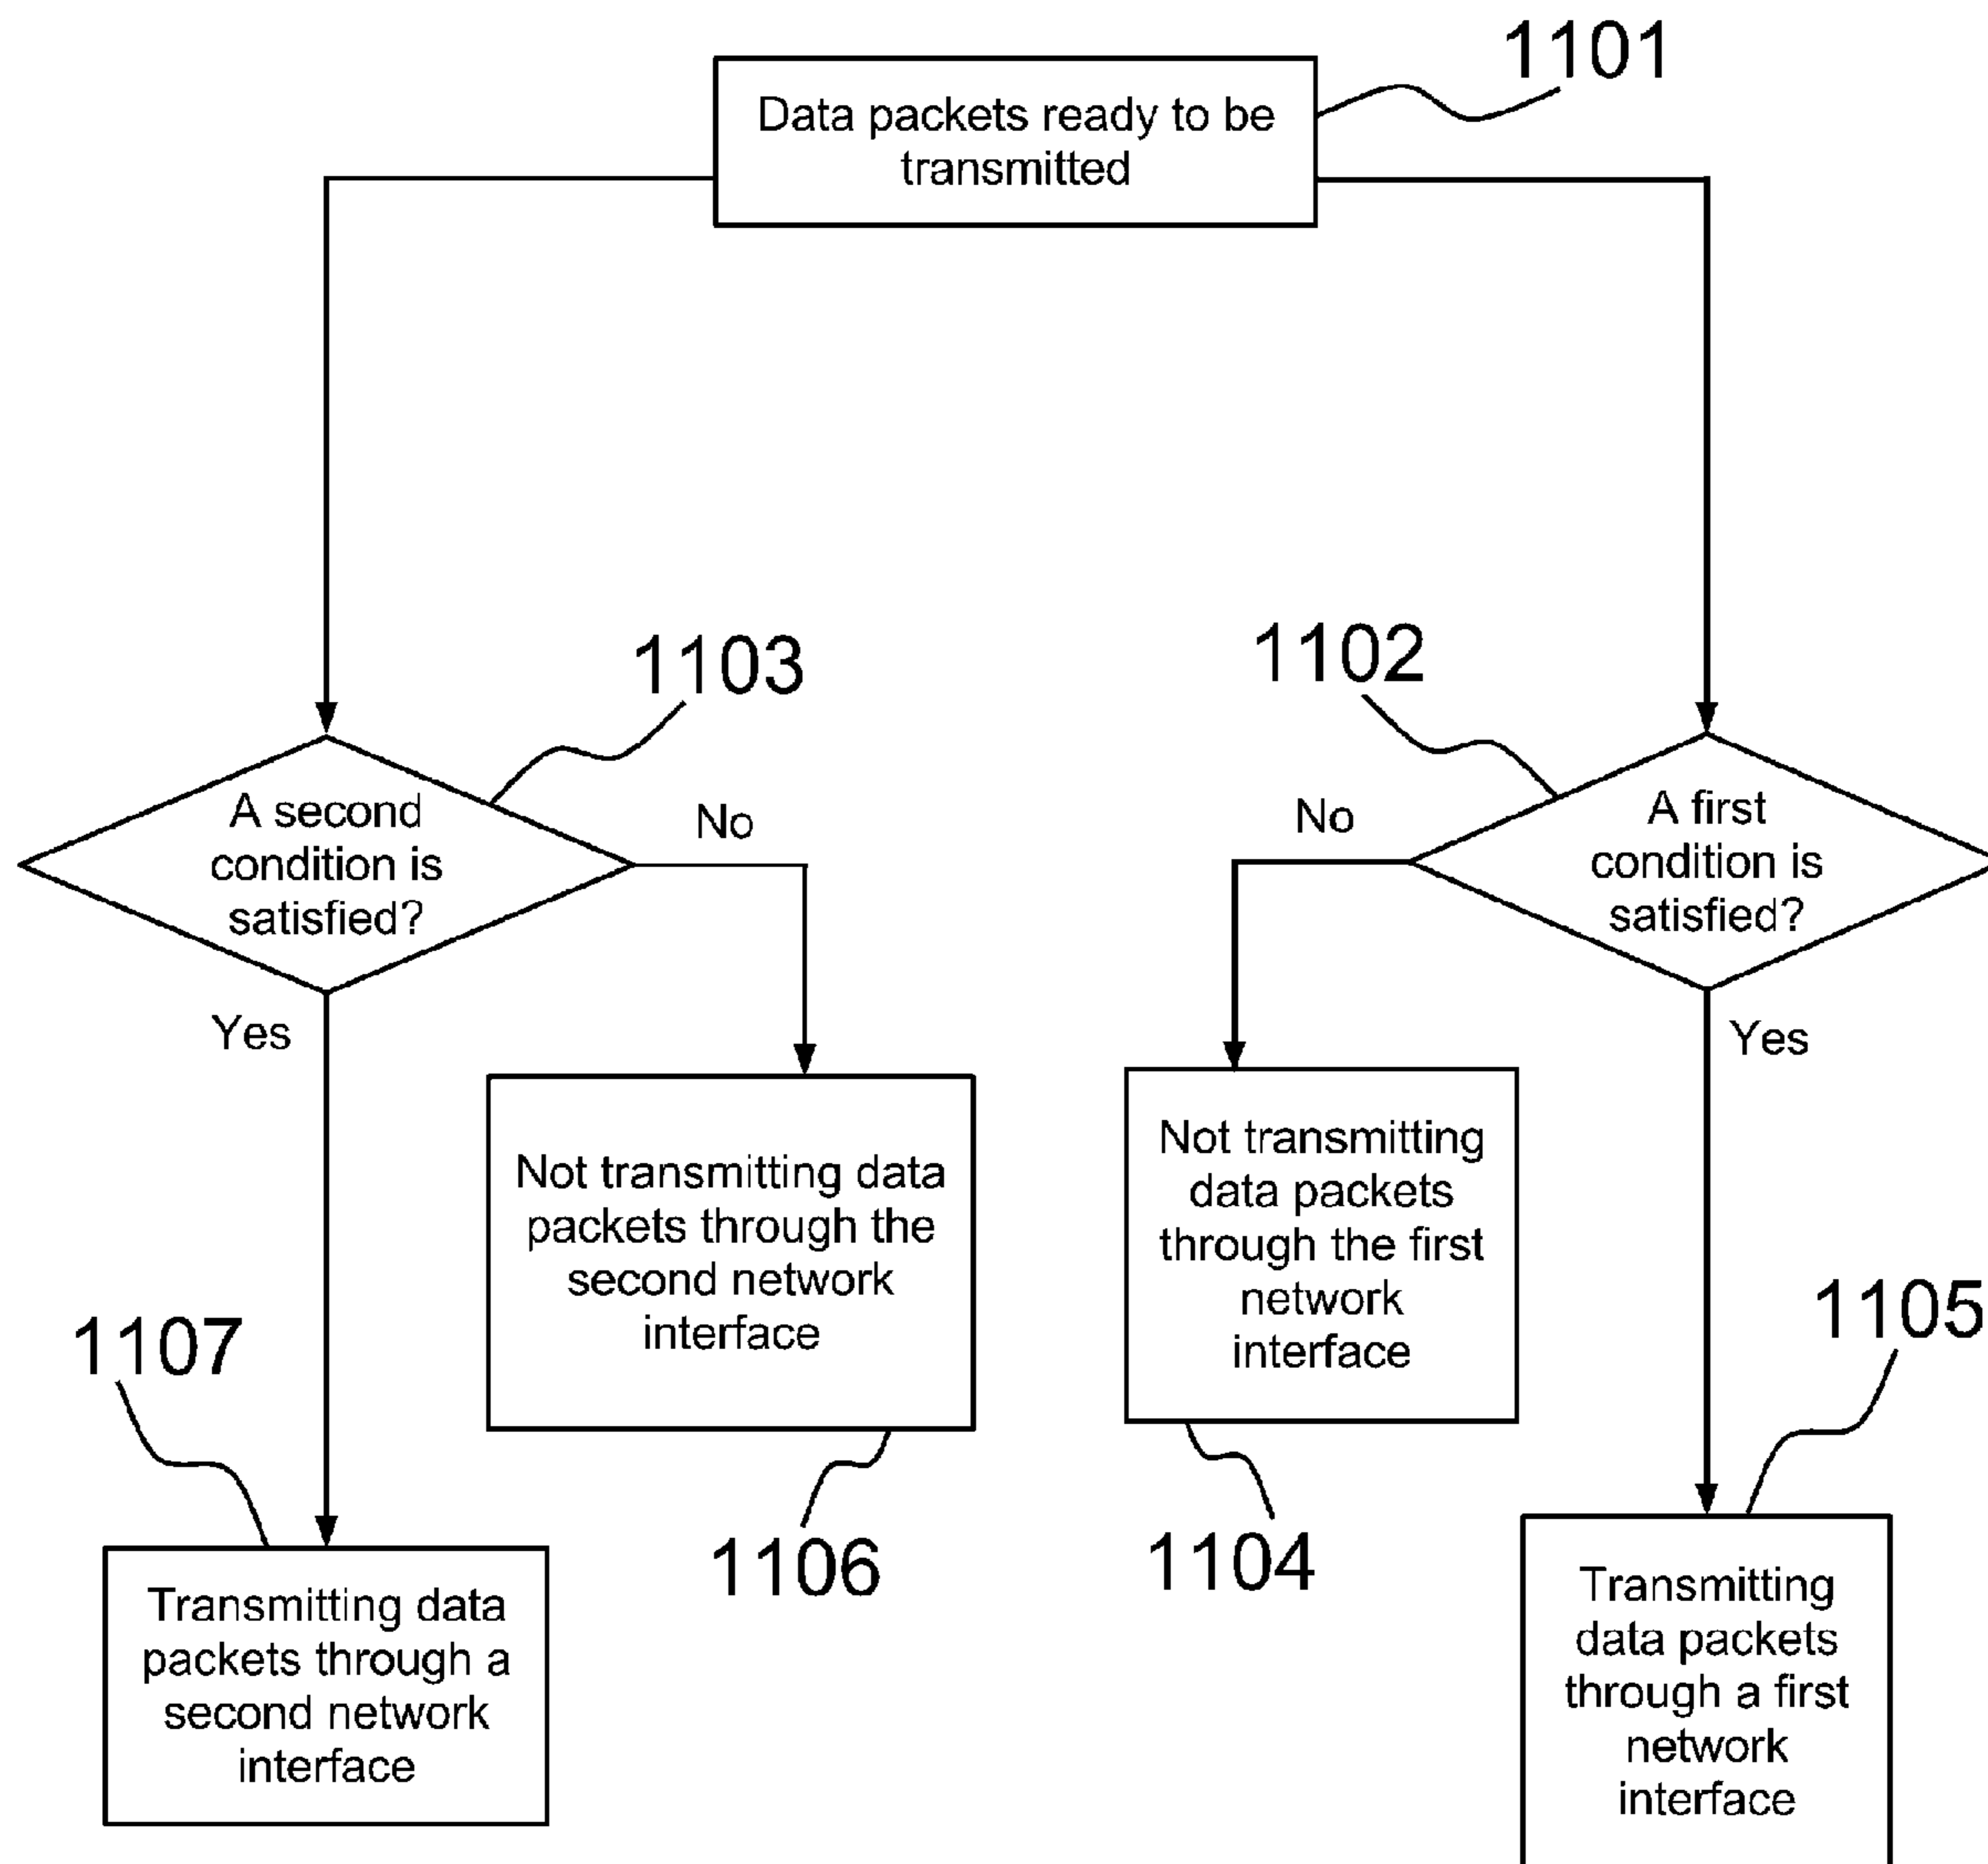 1101
Data packets ready to be
transmitted
1103
1102
A second
condition is
satisfied?
No
No
A first
condition is
satisfied?
Yes
Yes
Not transmitting data
packets through the
second network
interface
Not transmitting
data packets
through the first
network
interface
1107
1105
1106
1104
Transmitting data
packets through a
second network
interface
Transmitting
data packets
through a first
network
interface